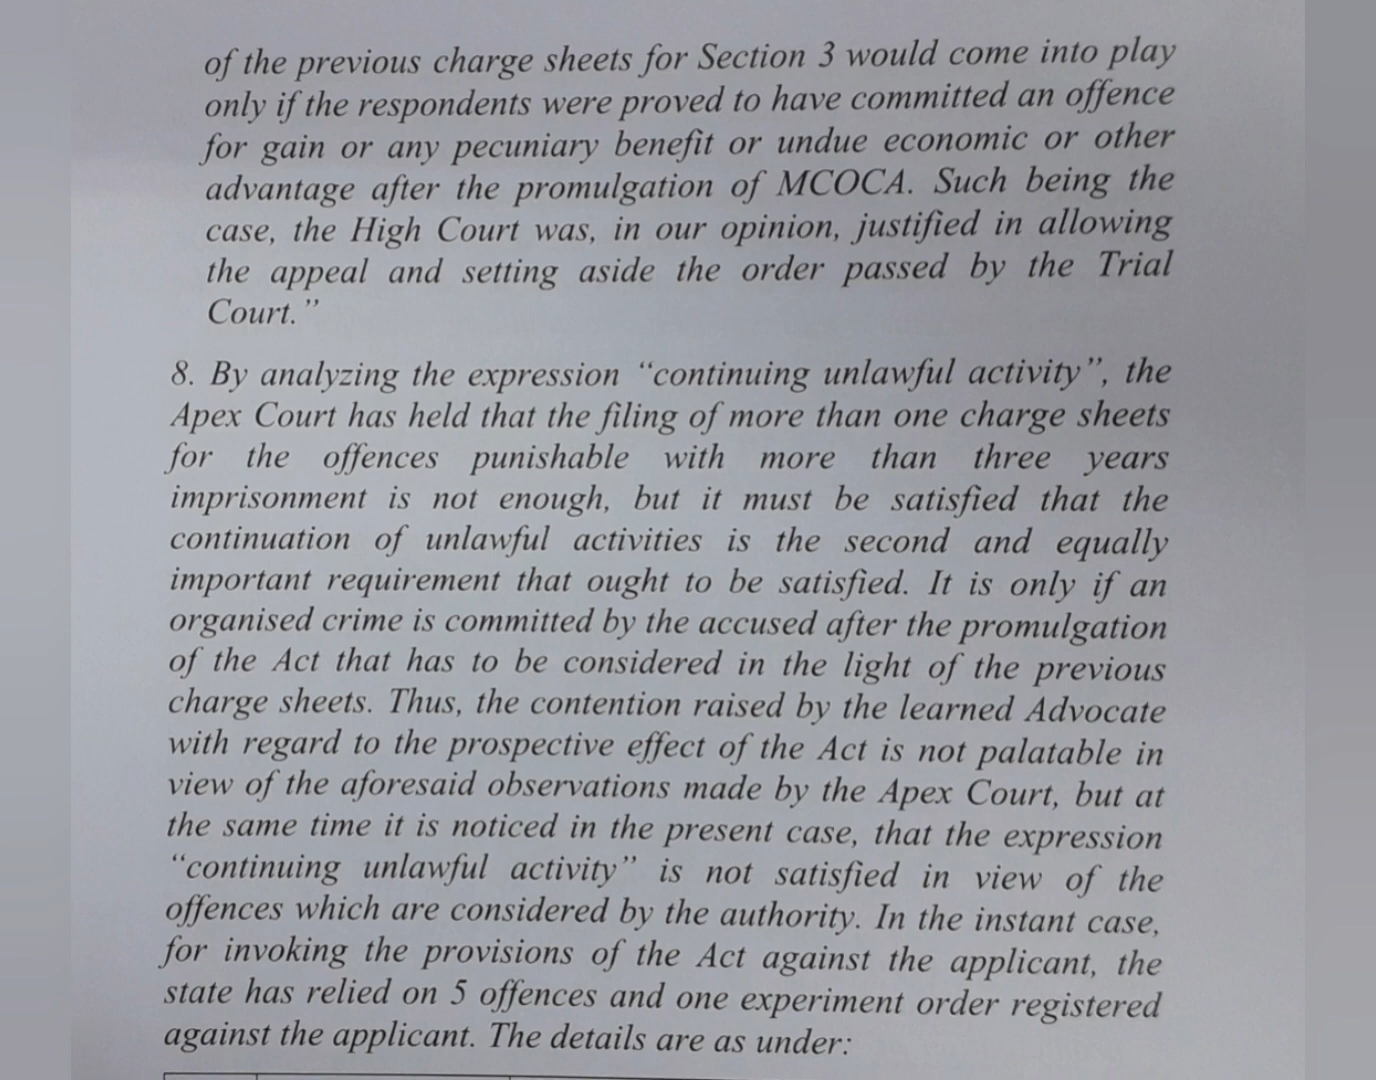 of the previous charge sheets for Section 3 would come into play
only if the respondents were proved to have committed an offence
for gain or any pecuniary benefit or undue economic or other
advantage after the promulgation of MCOCA. Such being the
case, the High Court was, in our opinion, justified in allowing
the appeal and setting aside the order passed by the Trial
Court.”
8. By analyzing the expression “continuing unlawful activity”, the
Apex Court has held that the filing of more than one charge sheets
for the offences punishable with more than three years
imprisonment is not enough, but it must be satisfied that the
continuation of unlawful activities is the second and equally
important requirement that ought to be satisfied. It is only if an
organised crime is committed by the accused after the promulgation
of the Act that has to be considered in the light of the previous
charge sheets. Thus, the contention raised by the learned Advocate
with regard to the prospective effect of the Act is not palatable in
view of the aforesaid observations made by the Apex Court, but at
the same time it is noticed in the present case, that the expression
“continuing unlawful activity” is not satisfied in view of the
offences which are considered by the authority. In the instant case,
for invoking the provisions of the Act against the applicant, the
state has relied on 5 offences and one experiment order registered
against the applicant. The details are as under: